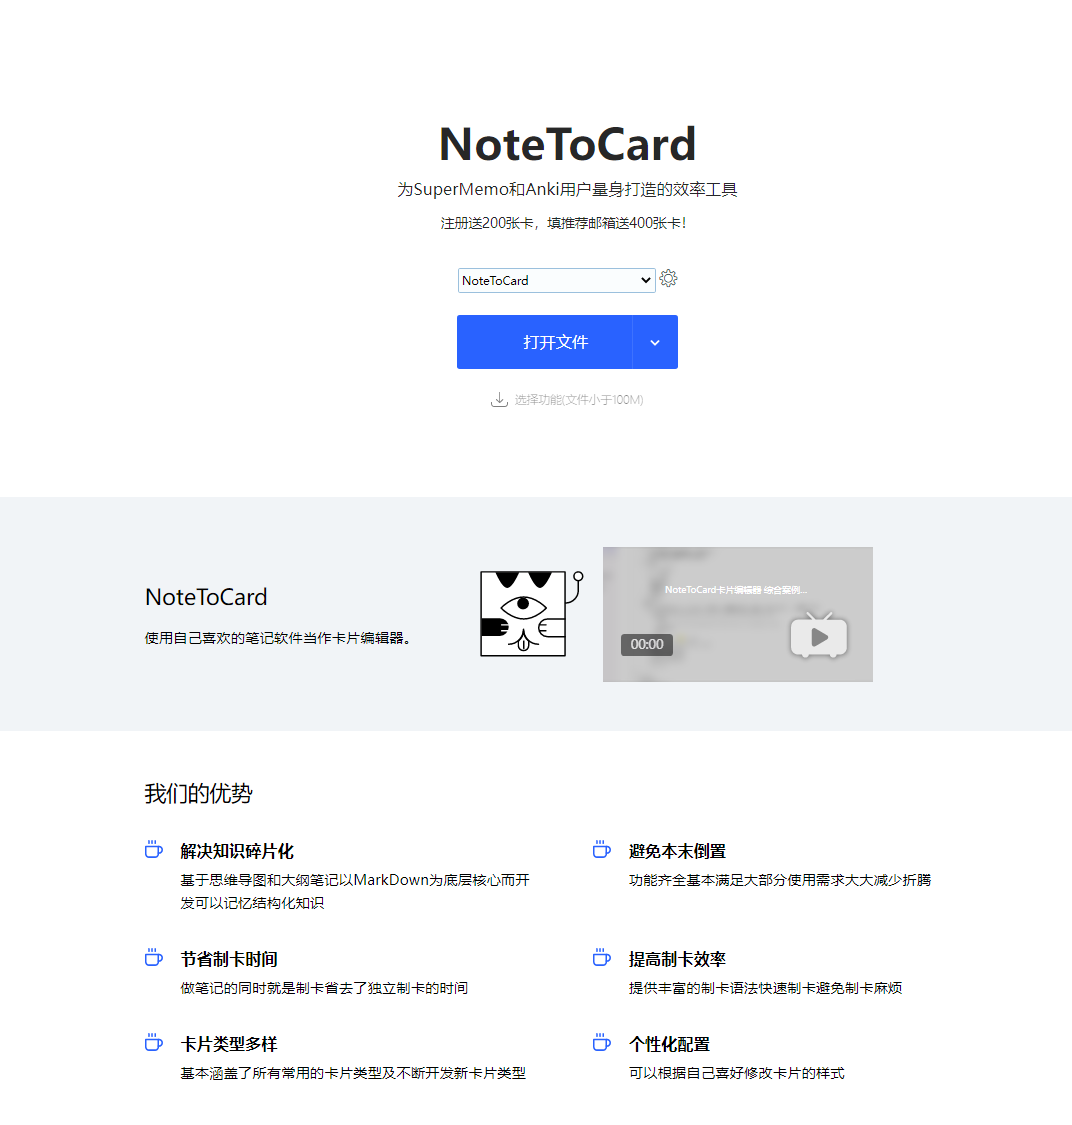 NoteToCard
为SuperMemo和Anki用户量身打造的效率工具
注册送200张卡，填推荐邮箱送400张卡！
NoteToCard
打开文件
选择功能(文件小于100M)
NoteToCard
使用自己喜欢的笔记软件当作卡片编辑器。
NoteToCard卡片编辑器 综合案例...
00:00
我们的优势
解决知识碎片化
基于思维导图和大纲笔记以MarkDown为底层核心而开
发可以记忆结构化知识
避免本末倒置
功能齐全基本满足大部分使用需求大大减少折腾
节省制卡时间
做笔记的同时就是制卡省去了独立制卡的时间
提高制卡效率
提供丰富的制卡语法快速制卡避免制卡麻烦
卡片类型多样
基本涵盖了所有常用的卡片类型及不断开发新卡片类型
个性化配置
可以根据自己喜好修改卡片的样式